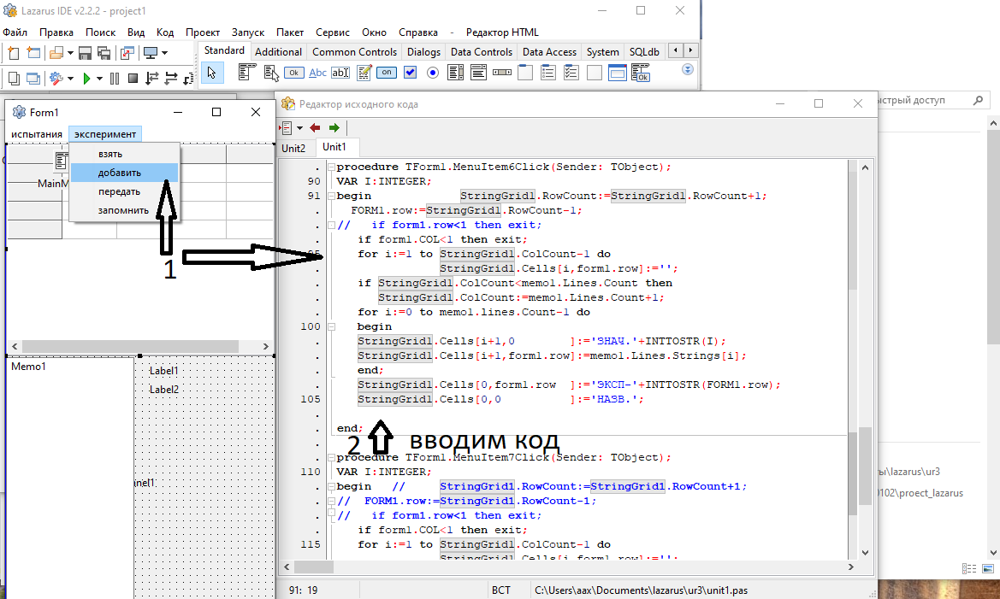 Lazarus IDE v2.2.2 - project1
Файл Правка Поиск Вид Код Проект Запуск Пакет Сервис Окно Справка - Редактор HTML
Standard Additional Common Controls Dialogs Data Controls Data Access System SQLdb
Ok Abc ab on Ok
Form1
испытания эксперимент
взять
добавить
передать
запомнить
MainM
1
Memo1
Label1
Label2
nel1
Редактор исходного кода
Unit2 Unit1
. procedure TForm1.MenuItem6Click(Sender: TObject);
90 VAR I:INTEGER;
91 begin StringGrid1.RowCount:=StringGrid1.RowCount+1;
. FORM1.row:=StringGrid1.RowCount-1;
. // if form1.row<1 then exit;
. if form1.COL<1 then exit;
95 for i:=1 to StringGrid1.ColCount-1 do
. StringGrid1.Cells[i,form1.row]:='';
. if StringGrid1.ColCount<memo1.Lines.Count then
. StringGrid1.ColCount:=memo1.Lines.Count+1;
. for i:=0 to memo1.lines.Count-1 do
100 begin
. StringGrid1.Cells[i+1,0 ]:='ЗНАЧ.'+INTTOSTR(I);
. StringGrid1.Cells[i+1,form1.row]:=memo1.Lines.Strings[i];
. end;
. StringGrid1.Cells[0,form1.row ]:='ЭКСП-'+INTTOSTR(FORM1.row);
105 StringGrid1.Cells[0,0 ]:='НАЗВ.';
.
. end;
2 вводим код
. procedure TForm1.MenuItem7Click(Sender: TObject);
110 VAR I:INTEGER;
. begin // StringGrid1.RowCount:=StringGrid1.RowCount+1;
. // FORM1.row:=StringGrid1.RowCount-1;
. // if form1.row<1 then exit;
. if form1.COL<1 then exit;
115 for i:=1 to StringGrid1.ColCount-1 do
. StringGrid1.Cells[i,form1.row]:='';
91: 19 ВСТ C:\Users\aax\Documents\lazarus\ur3\unit1.pas
ыстрый доступ
ты\lazarus\ur3
0102\proect_lazarus